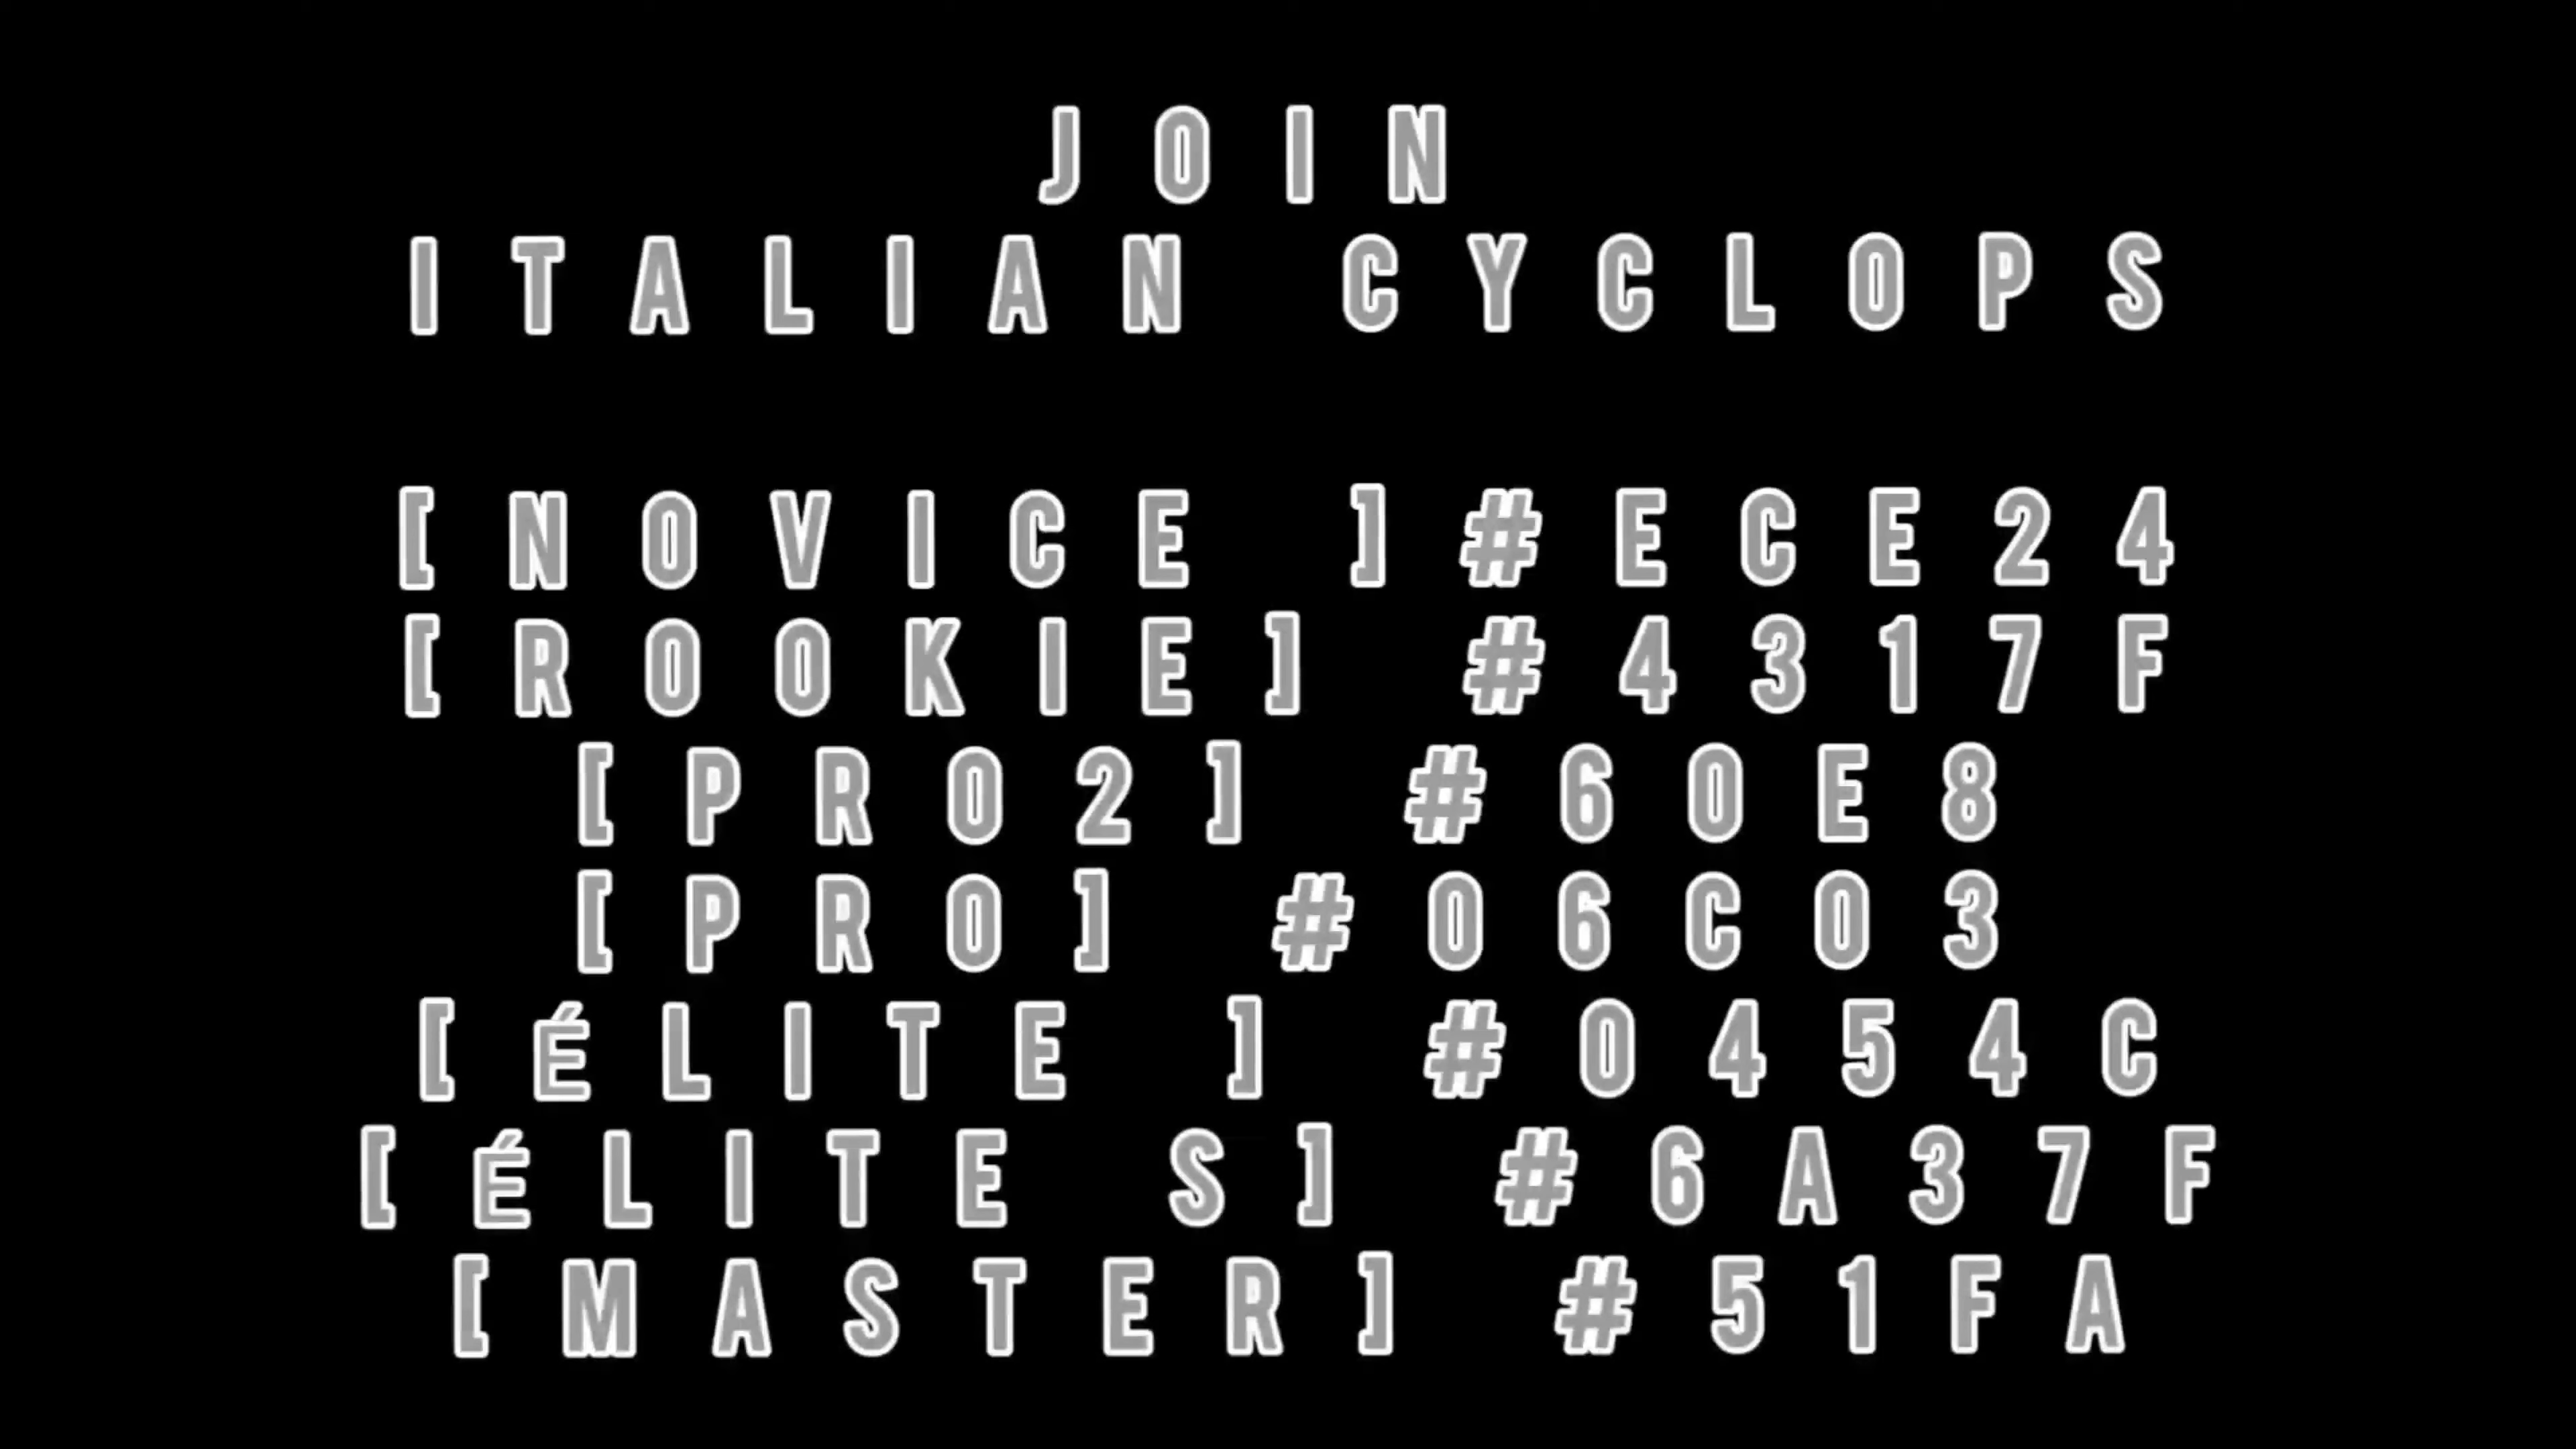 JOIN
ITALIAN CYCLOPS
[NOVICE ]#ECE24
[ROOKIE] #4317F
[PRO2] #60E8
[PRO] #06C03
[ÉLITE ] #0454C
[ÉLITE S] #6A37F
[MASTER] #51FA